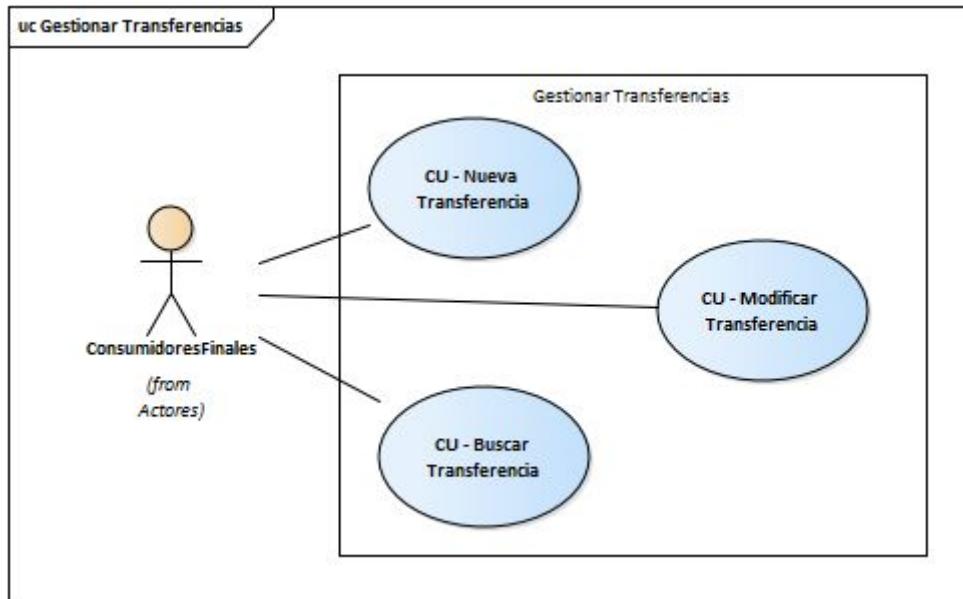 uc Gestionar Transferencias
Gestionar Transferencias
CU - Nueva
Transferencia
CU - Modificar
Transferencia
ConsumidoresFinales
(from
Actores)
CU - Buscar
Transferencia